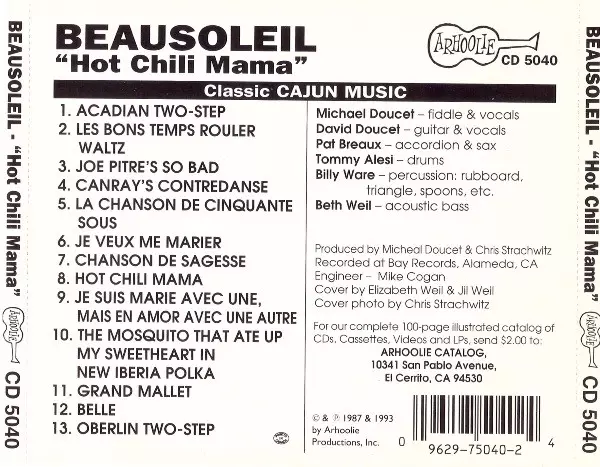 BEAUSOLEIL - "Hot Chili Mama" ARHOOLIE CD 5040
BEAUSOLEIL
"Hot Chili Mama"
ARHOOLIE
CD 5040
Classic CAJUN MUSIC
1. ACADIAN TWO-STEP
2. LES BONS TEMPS ROULER
WALTZ
3. JOE PITRE'S SO BAD
4. CANRAY'S CONTREDANSE
5. LA CHANSON DE CINQUANTE
SOUS
6. JE VEUX ME MARIER
7. CHANSON DE SAGESSE
8. HOT CHILI MAMA
9. JE SUIS MARIE AVEC UNE,
MAIS EN AMOR AVEC UNE AUTRE
10. THE MOSQUITO THAT ATE UP
MY SWEETHEART IN
NEW IBERIA POLKA
11. GRAND MALLET
12. BELLE
13. OBERLIN TWO-STEP
Michael Doucet – fiddle & vocals
David Doucet – guitar & vocals
Pat Breaux – accordion & sax
Tommy Alesi – drums
Billy Ware – percussion: rubboard,
triangle, spoons, etc.
Beth Weil – acoustic bass
Produced by Micheal Doucet & Chris Strachwitz
Recorded at Bay Records, Alameda, CA
Engineer – Mike Cogan
Cover by Elizabeth Weil & Jil Weil
Cover photo by Chris Strachwitz
For our complete 100-page illustrated catalog of
CDs, Cassettes, Videos and LPs, send $2.00 to:
ARHOOLIE CATALOG,
10341 San Pablo Avenue,
El Cerrito, CA 94530
© & ℗ 1987 & 1993
by Arhoolie
Productions, Inc.
0 9629-75040-2 4
BEAUSOLEIL - "Hot Chili Mama" ARHOOLIE CD 5040